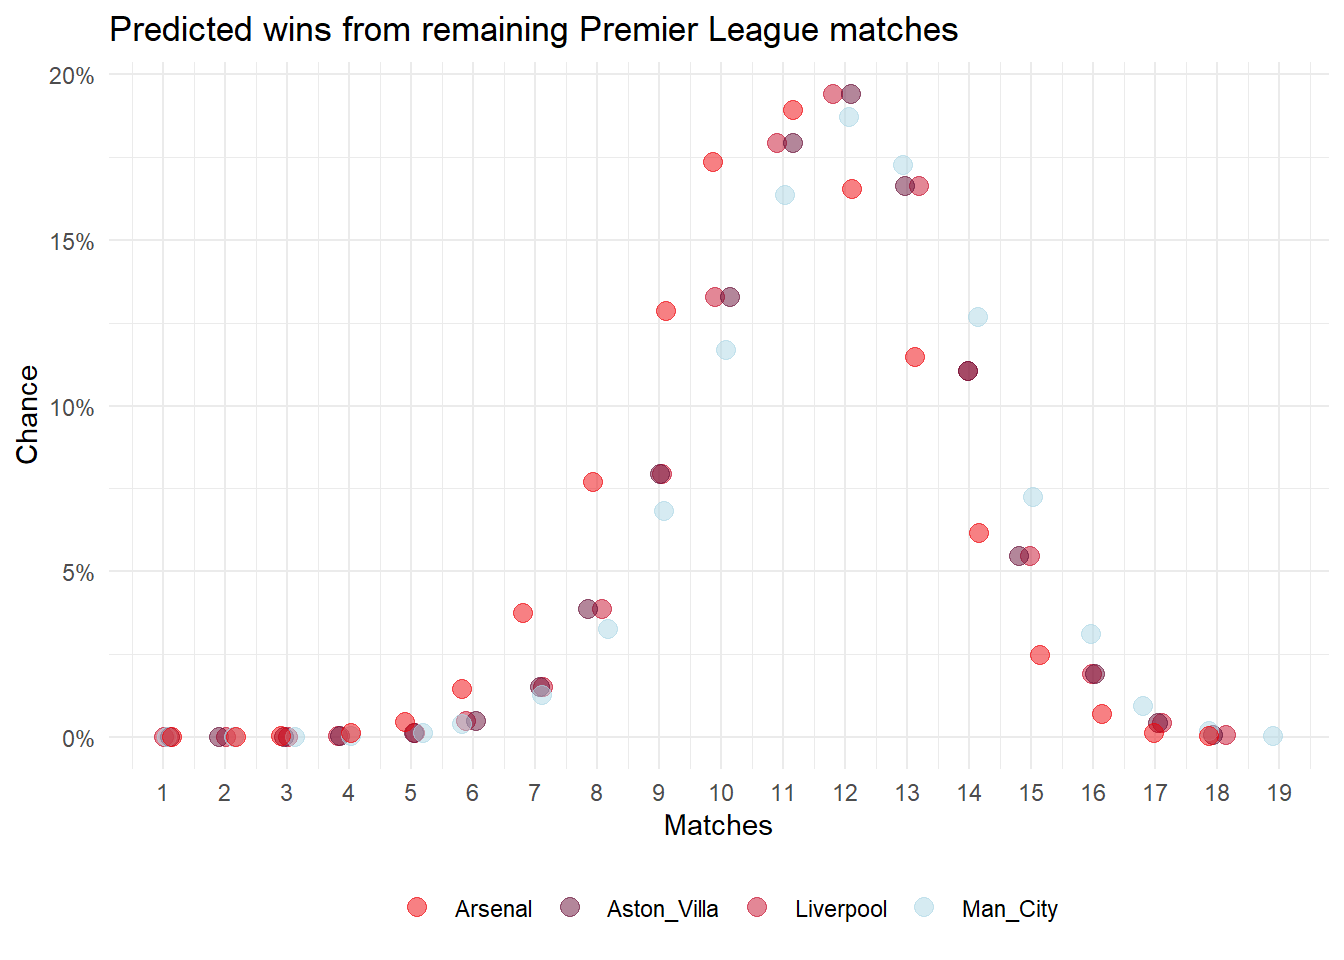 Predicted wins from remaining Premier League matches
20%
15%
10%
5%
0%
Chance
1 2 3 4 5 6 7 8 9 10 11 12 13 14 15 16 17 18 19
Matches
Arsenal Aston_Villa Liverpool Man_City